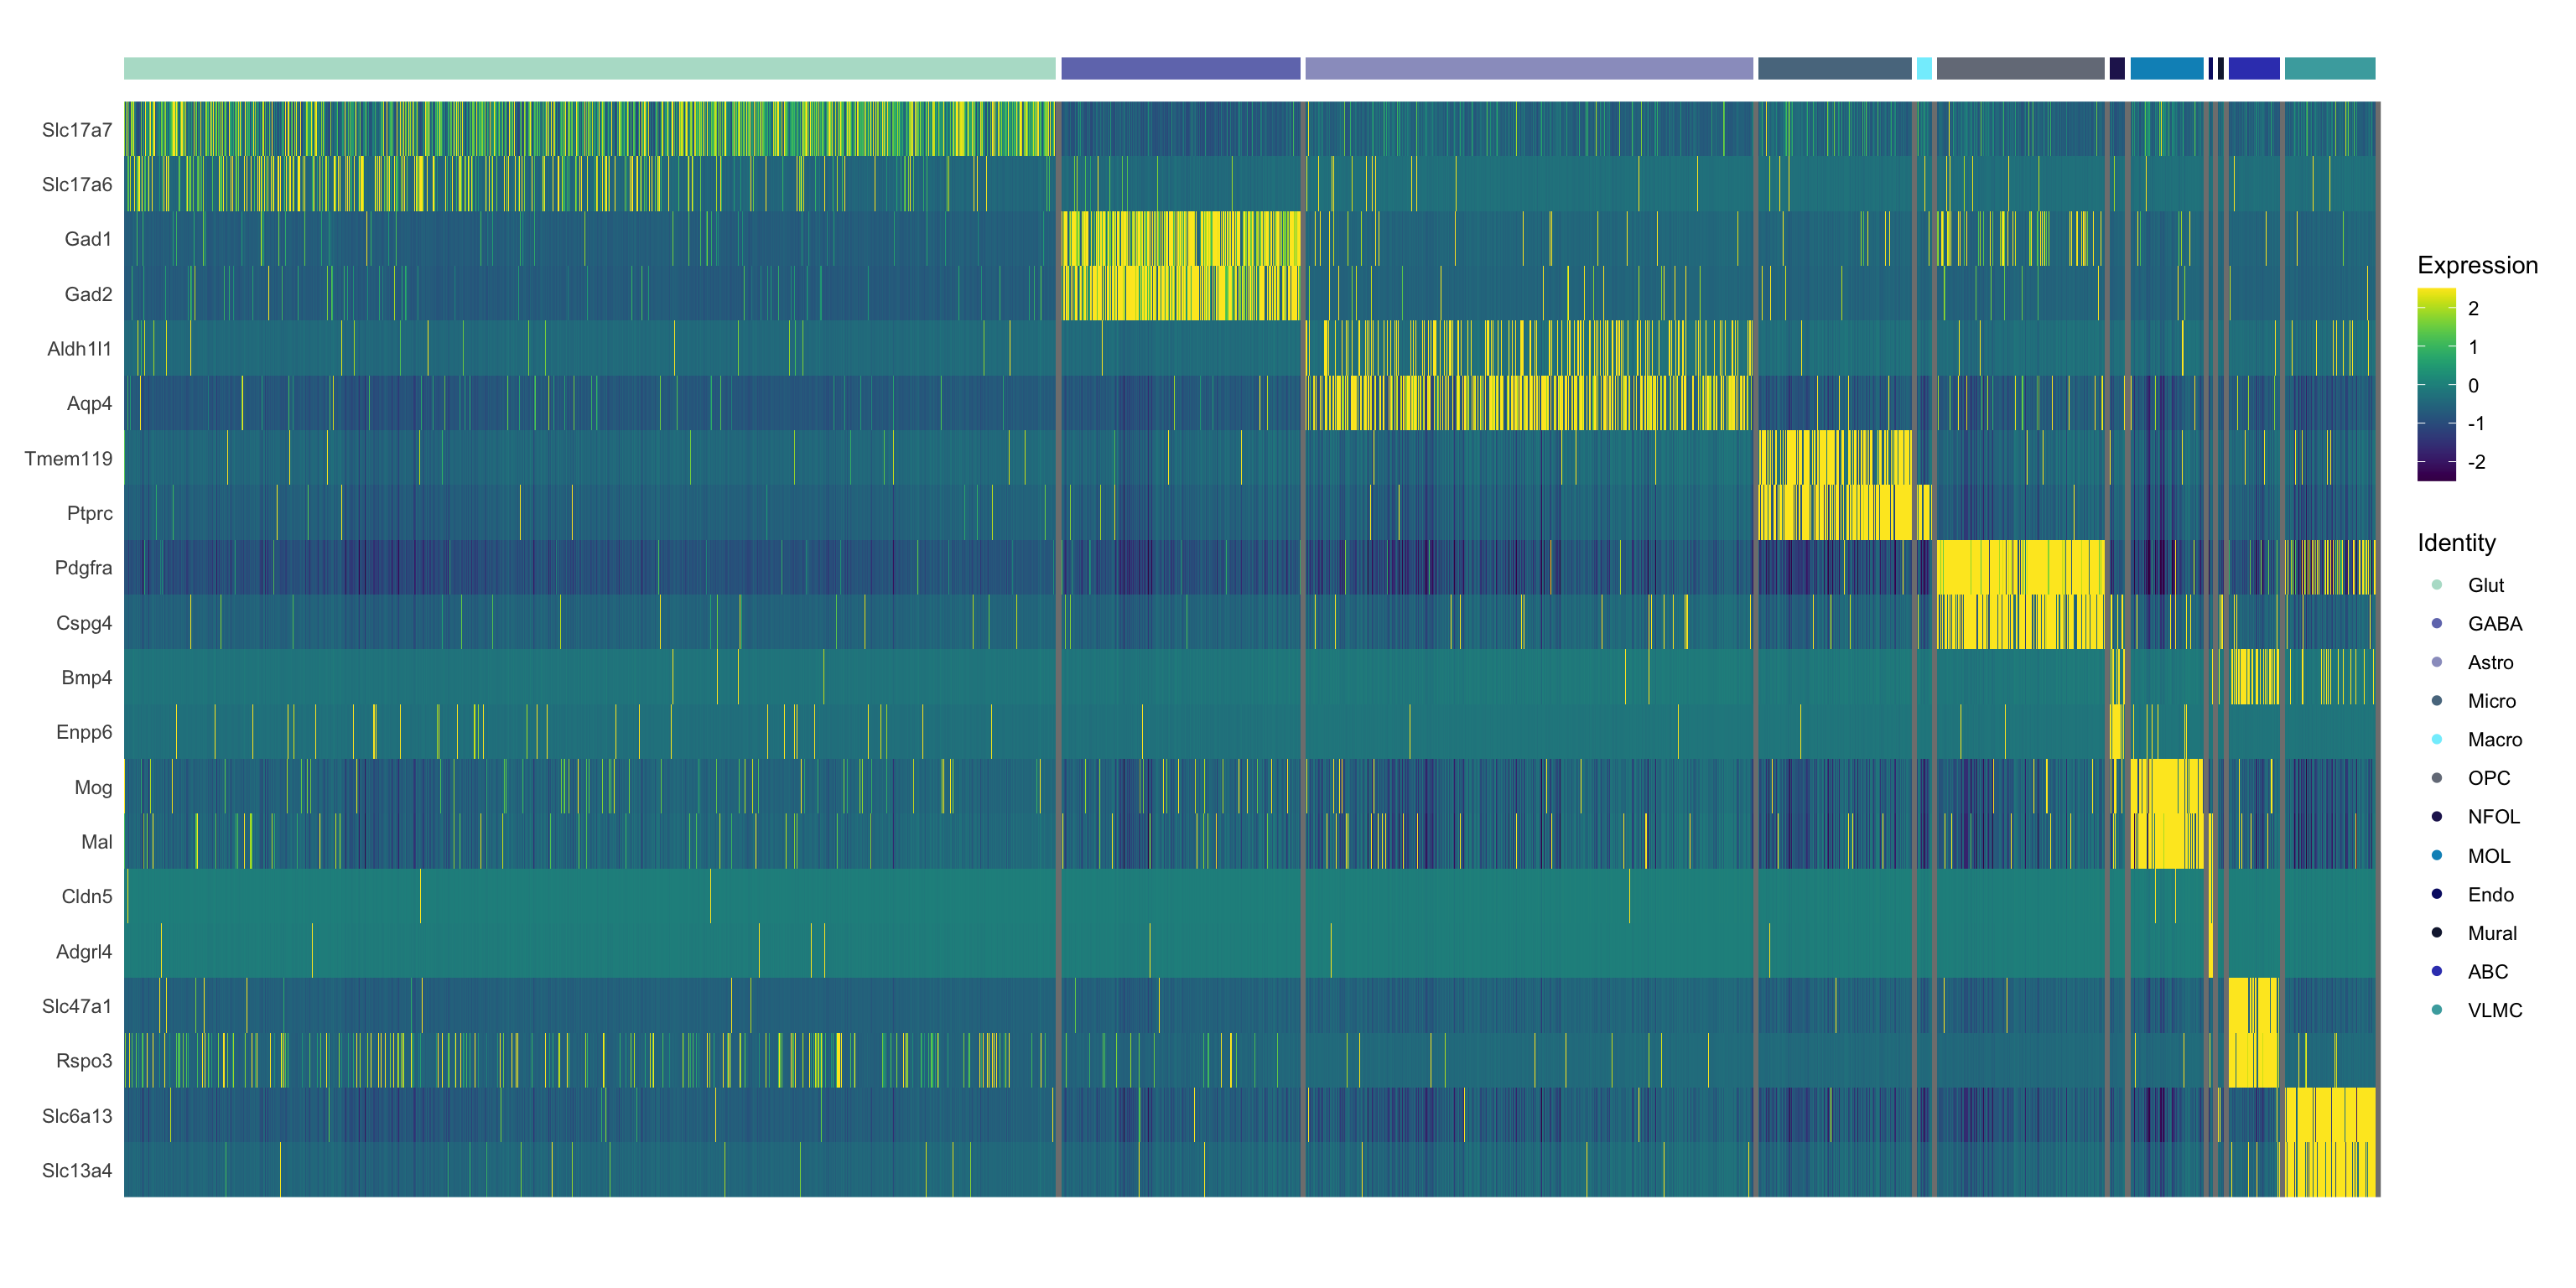 Slc17a7
Slc17a6
Gad1
Gad2
Aldh1l1
Aqp4
Tmem119
Ptprc
Pdgfra
Cspg4
Bmp4
Enpp6
Mog
Mal
Cldn5
Adgrl4
Slc47a1
Rspo3
Slc6a13
Slc13a4
Expression
2
1
0
-1
-2
Identity
Glut
GABA
Astro
Micro
Macro
OPC
NFOL
MOL
Endo
Mural
ABC
VLMC